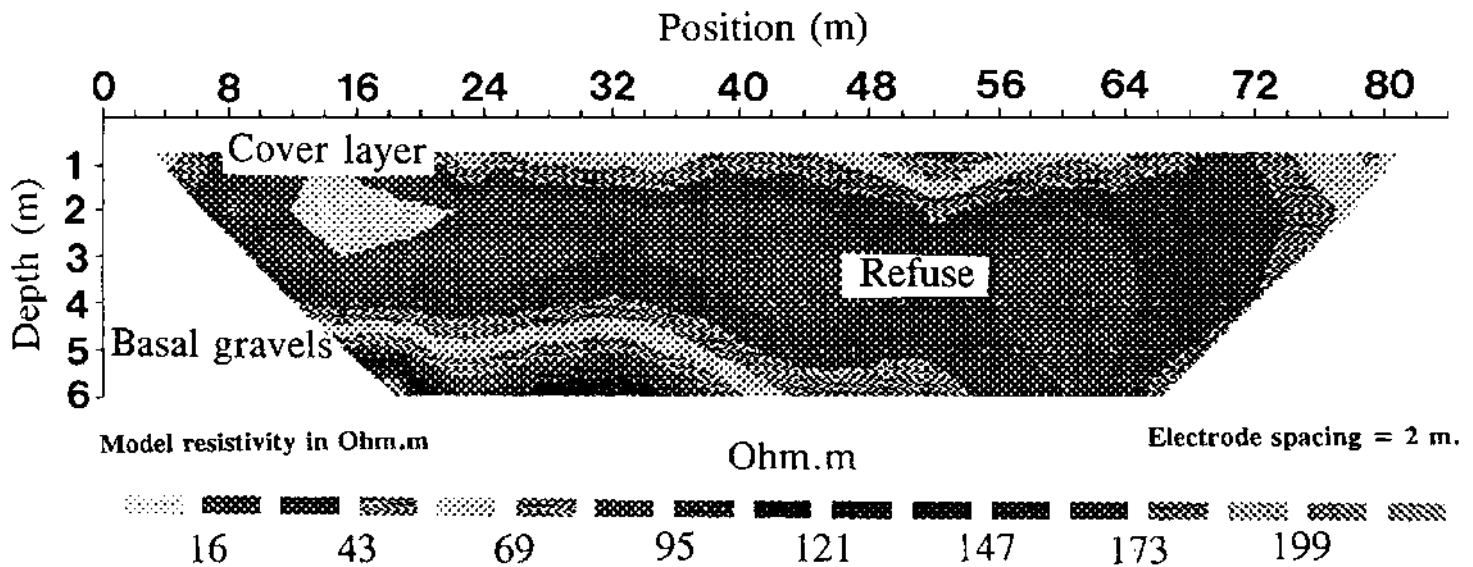 Position (m)
0 8 16 24 32 40 48 56 64 72 80
Cover layer
Depth (m)
1
2
3
4
5
6
Refuse
Basal gravels
Model resistivity in Ohm.m
Ohm.m
Electrode spacing = 2 m.
16 43 69 95 121 147 173 199